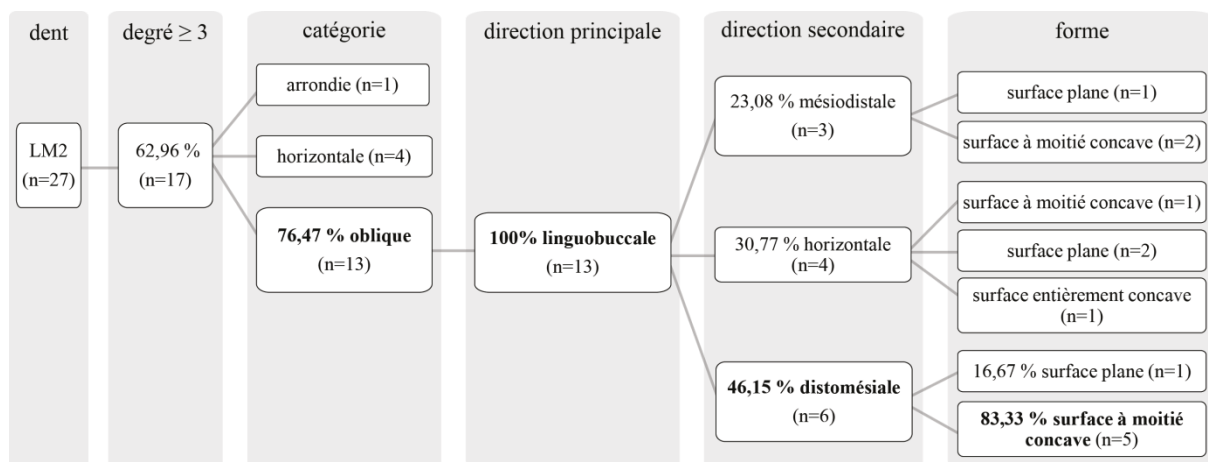 dent
degré ≥ 3
catégorie
direction principale
direction secondaire
forme
LM2
(n=27)
62,96 %
(n=17)
arrondie (n=1)
horizontale (n=4)
76,47 % oblique
(n=13)
100% linguobuccale
(n=13)
23,08 % mésiodistale
(n=3)
30,77 % horizontale
(n=4)
46,15 % distomésiale
(n=6)
surface plane (n=1)
surface à moitié concave (n=2)
surface à moitié concave (n=1)
surface plane (n=2)
surface entièrement concave
(n=1)
16,67 % surface plane (n=1)
83,33 % surface à moitié
concave (n=5)